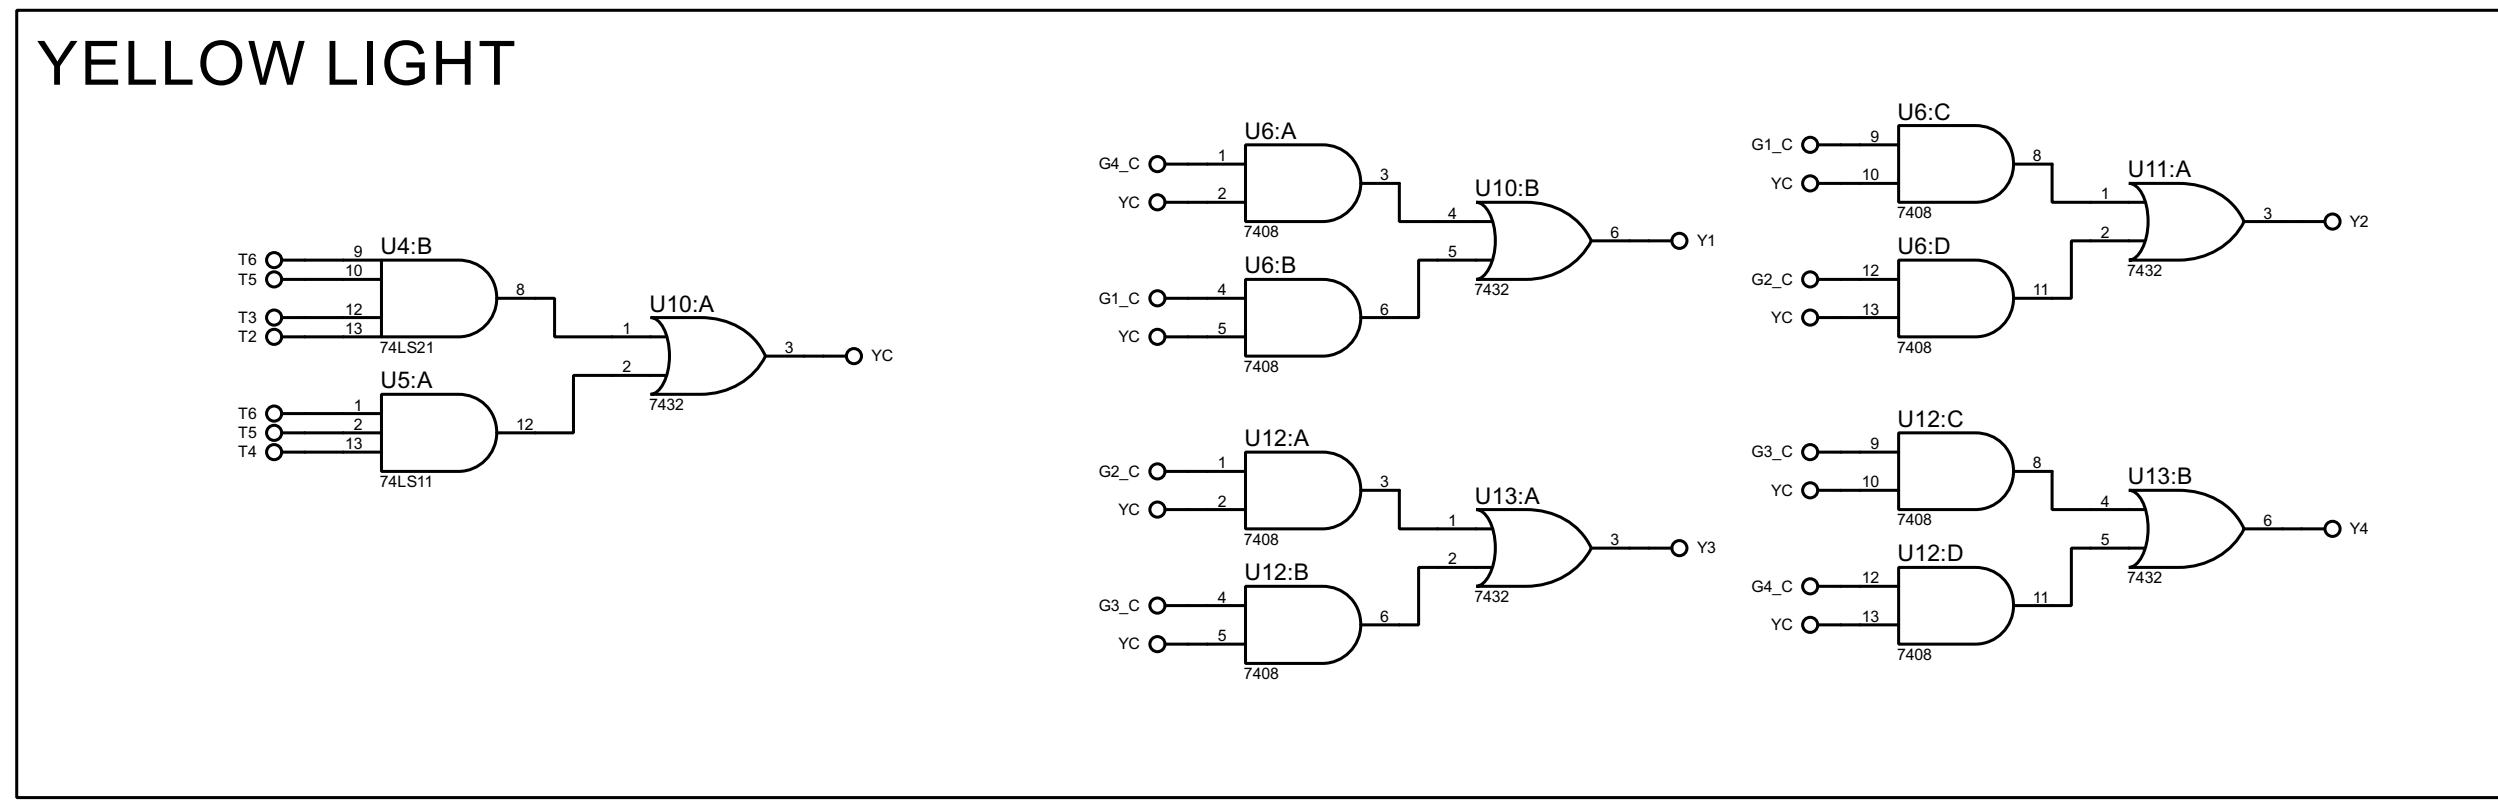 YELLOW LIGHT
U4:B
T6 9
T5 10
T3 12
T2 13
8
74LS21
U5:A
T6 1
T5 2
T4 13
12
74LS11
U10:A
1
2
3 YC
7432
U6:A
G4_C 1
YC 2
3
7408
U6:B
G1_C 4
YC 5
6
7408
U10:B
4
5
6 Y1
7432
U6:C
G1_C 9
YC 10
8
7408
U6:D
G2_C 12
YC 13
11
7408
U11:A
1
2
3 Y2
7432
U12:A
G2_C 1
YC 2
3
7408
U12:B
G3_C 4
YC 5
6
7408
U13:A
1
2
3 Y3
7432
U12:C
G3_C 9
YC 10
8
7408
U12:D
G4_C 12
YC 13
11
7408
U13:B
4
5
6 Y4
7432